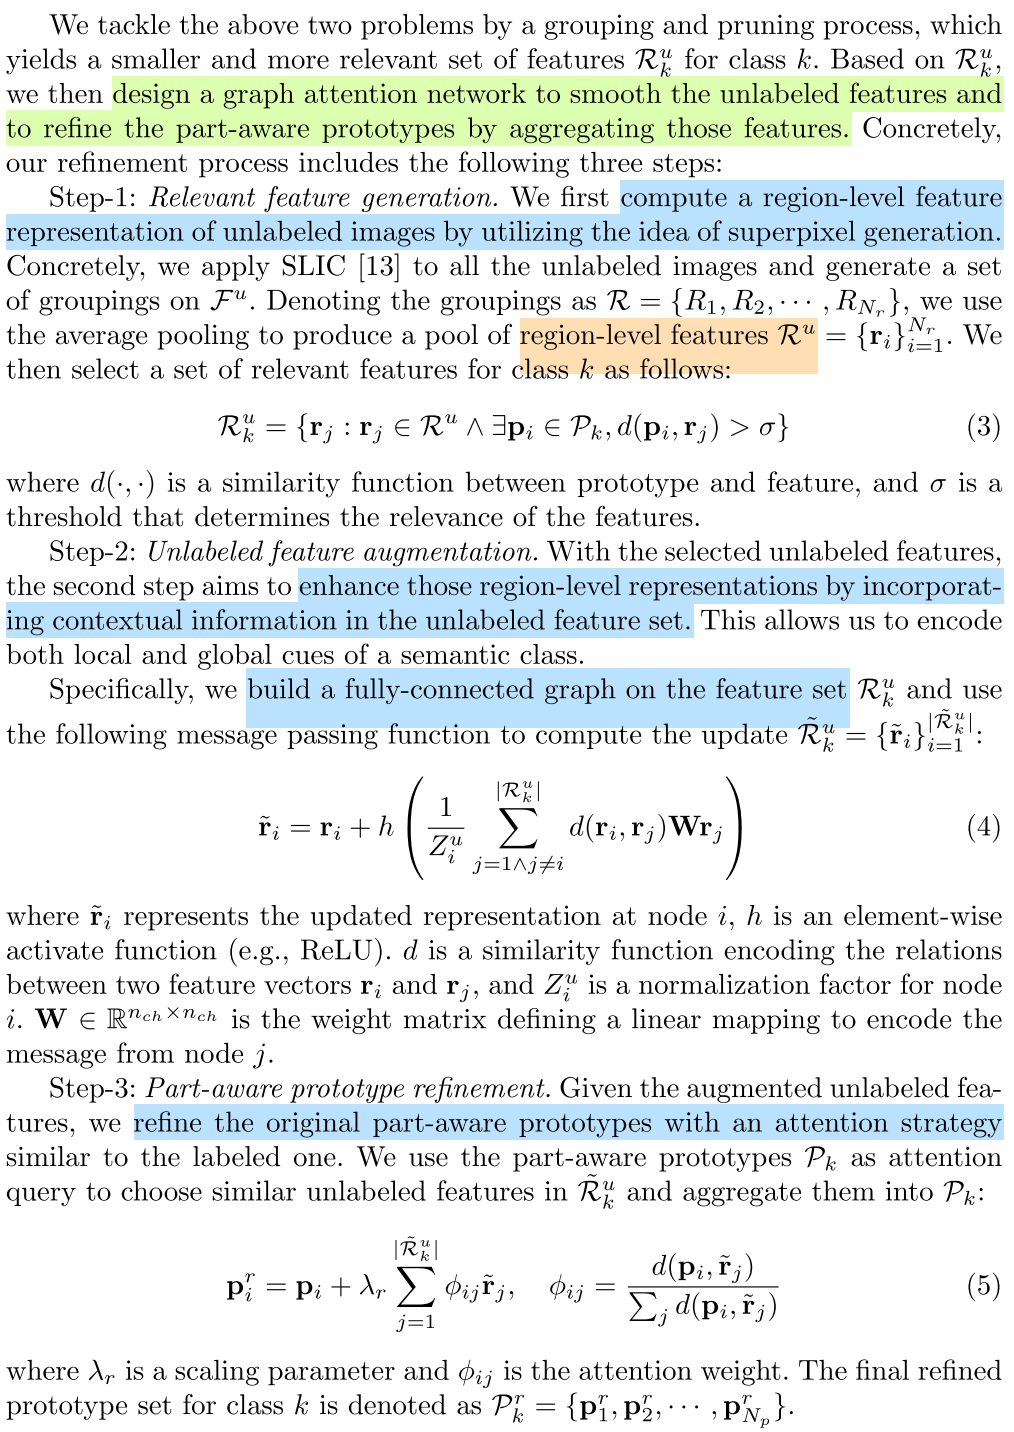 We tackle the above two problems by a grouping and pruning process, which
yields a smaller and more relevant set of features $\mathcal{R}_k^u$ for class $k$. Based on $\mathcal{R}_k^u$,
we then design a graph attention network to smooth the unlabeled features and
to refine the part-aware prototypes by aggregating those features. Concretely,
our refinement process includes the following three steps:
Step-1: Relevant feature generation. We first compute a region-level feature
representation of unlabeled images by utilizing the idea of superpixel generation.
Concretely, we apply SLIC [13] to all the unlabeled images and generate a set
of groupings on $\mathcal{F}^u$. Denoting the groupings as $\mathcal{R} = \{R_1, R_2, \cdots, R_{N_r}\}$, we use
the average pooling to produce a pool of region-level features $\mathcal{R}^u = \{\mathbf{r}_i\}_{i=1}^{N_r}$. We
then select a set of relevant features for class $k$ as follows:
$\mathcal{R}_k^u = \{\mathbf{r}_j : \mathbf{r}_j \in \mathcal{R}^u \wedge \exists \mathbf{p}_i \in \mathcal{P}_k, d(\mathbf{p}_i, \mathbf{r}_j) > \sigma\}$ (3)
where $d(\cdot, \cdot)$ is a similarity function between prototype and feature, and $\sigma$ is a
threshold that determines the relevance of the features.
Step-2: Unlabeled feature augmentation. With the selected unlabeled features,
the second step aims to enhance those region-level representations by incorporat-
ing contextual information in the unlabeled feature set. This allows us to encode
both local and global cues of a semantic class.
Specifically, we build a fully-connected graph on the feature set $\mathcal{R}_k^u$ and use
the following message passing function to compute the update $\tilde{\mathcal{R}}_k^u = \{\tilde{\mathbf{r}}_i\}_{i=1}^{|\tilde{\mathcal{R}}_k^u|}$:
$\tilde{\mathbf{r}}_i = \mathbf{r}_i + h \left( \frac{1}{Z_i^u} \sum_{j=1 \wedge j \neq i}^{|\mathcal{R}_k^u|} d(\mathbf{r}_i, \mathbf{r}_j) \mathbf{W} \mathbf{r}_j \right)$ (4)
where $\tilde{\mathbf{r}}_i$ represents the updated representation at node $i$, $h$ is an element-wise
activate function (e.g., ReLU). $d$ is a similarity function encoding the relations
between two feature vectors $\mathbf{r}_i$ and $\mathbf{r}_j$, and $Z_i^u$ is a normalization factor for node
$i$. $\mathbf{W} \in \mathbb{R}^{n_{ch} \times n_{ch}}$ is the weight matrix defining a linear mapping to encode the
message from node $j$.
Step-3: Part-aware prototype refinement. Given the augmented unlabeled fea-
tures, we refine the original part-aware prototypes with an attention strategy
similar to the labeled one. We use the part-aware prototypes $\mathcal{P}_k$ as attention
query to choose similar unlabeled features in $\tilde{\mathcal{R}}_k^u$ and aggregate them into $\mathcal{P}_k$:
$\mathbf{p}_i^r = \mathbf{p}_i + \lambda_r \sum_{j=1}^{|\tilde{\mathcal{R}}_k^u|} \phi_{ij} \tilde{\mathbf{r}}_j, \quad \phi_{ij} = \frac{d(\mathbf{p}_i, \tilde{\mathbf{r}}_j)}{\sum_j d(\mathbf{p}_i, \tilde{\mathbf{r}}_j)}$ (5)
where $\lambda_r$ is a scaling parameter and $\phi_{ij}$ is the attention weight. The final refined
prototype set for class $k$ is denoted as $\mathcal{P}_k^r = \{\mathbf{p}_1^r, \mathbf{p}_2^r, \cdots, \mathbf{p}_{N_p}^r\}$.